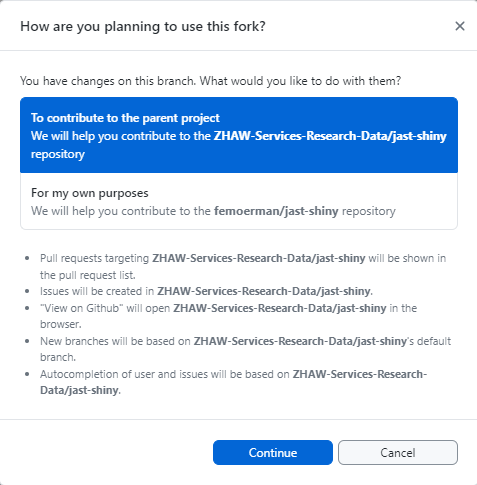 How are you planning to use this fork?
You have changes on this branch. What would you like to do with them?
To contribute to the parent project
We will help you contribute to the ZHAW-Services-Research-Data/jast-shiny
repository
For my own purposes
We will help you contribute to the femoerman/jast-shiny repository
• Pull requests targeting ZHAW-Services-Research-Data/jast-shiny will be shown in
the pull request list.
• Issues will be created in ZHAW-Services-Research-Data/jast-shiny.
• "View on Github" will open ZHAW-Services-Research-Data/jast-shiny in the
browser.
• New branches will be based on ZHAW-Services-Research-Data/jast-shiny's default
branch.
• Autocompletion of user and issues will be based on ZHAW-Services-Research-
Data/jast-shiny.
Continue
Cancel